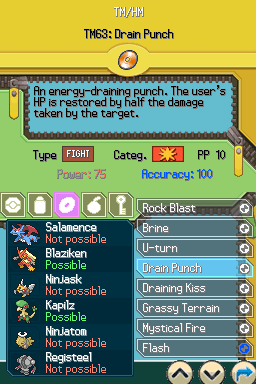 TM/HM
TM63: Drain Punch
An energy-draining punch. The user's
HP is restored by half the damage
taken by the target.
Type FIGHT Categ. PP 10
Power: 75 Accuracy: 100
Salamence
Not possible
Blaziken
Possible
Ninjask
Not possible
Kapilz
Possible
Ninjatom
Not possible
Registeel
Not possible
Rock Blast
Brine
U-turn
Drain Punch
Draining Kiss
Grassy Terrain
Mystical Fire
Flash